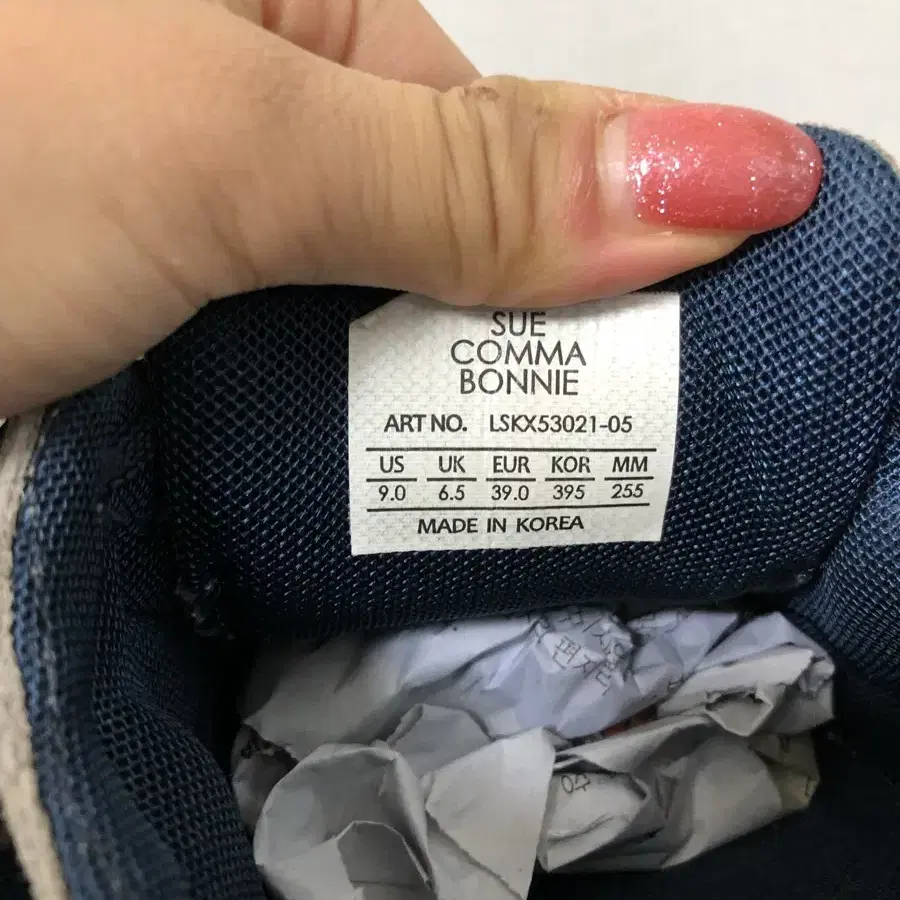 SUE
COMMA
BONNIE
ART NO. LSKX53021-05
US UK EUR KOR MM
9.0 6.5 39.0 395 255
MADE IN KOREA